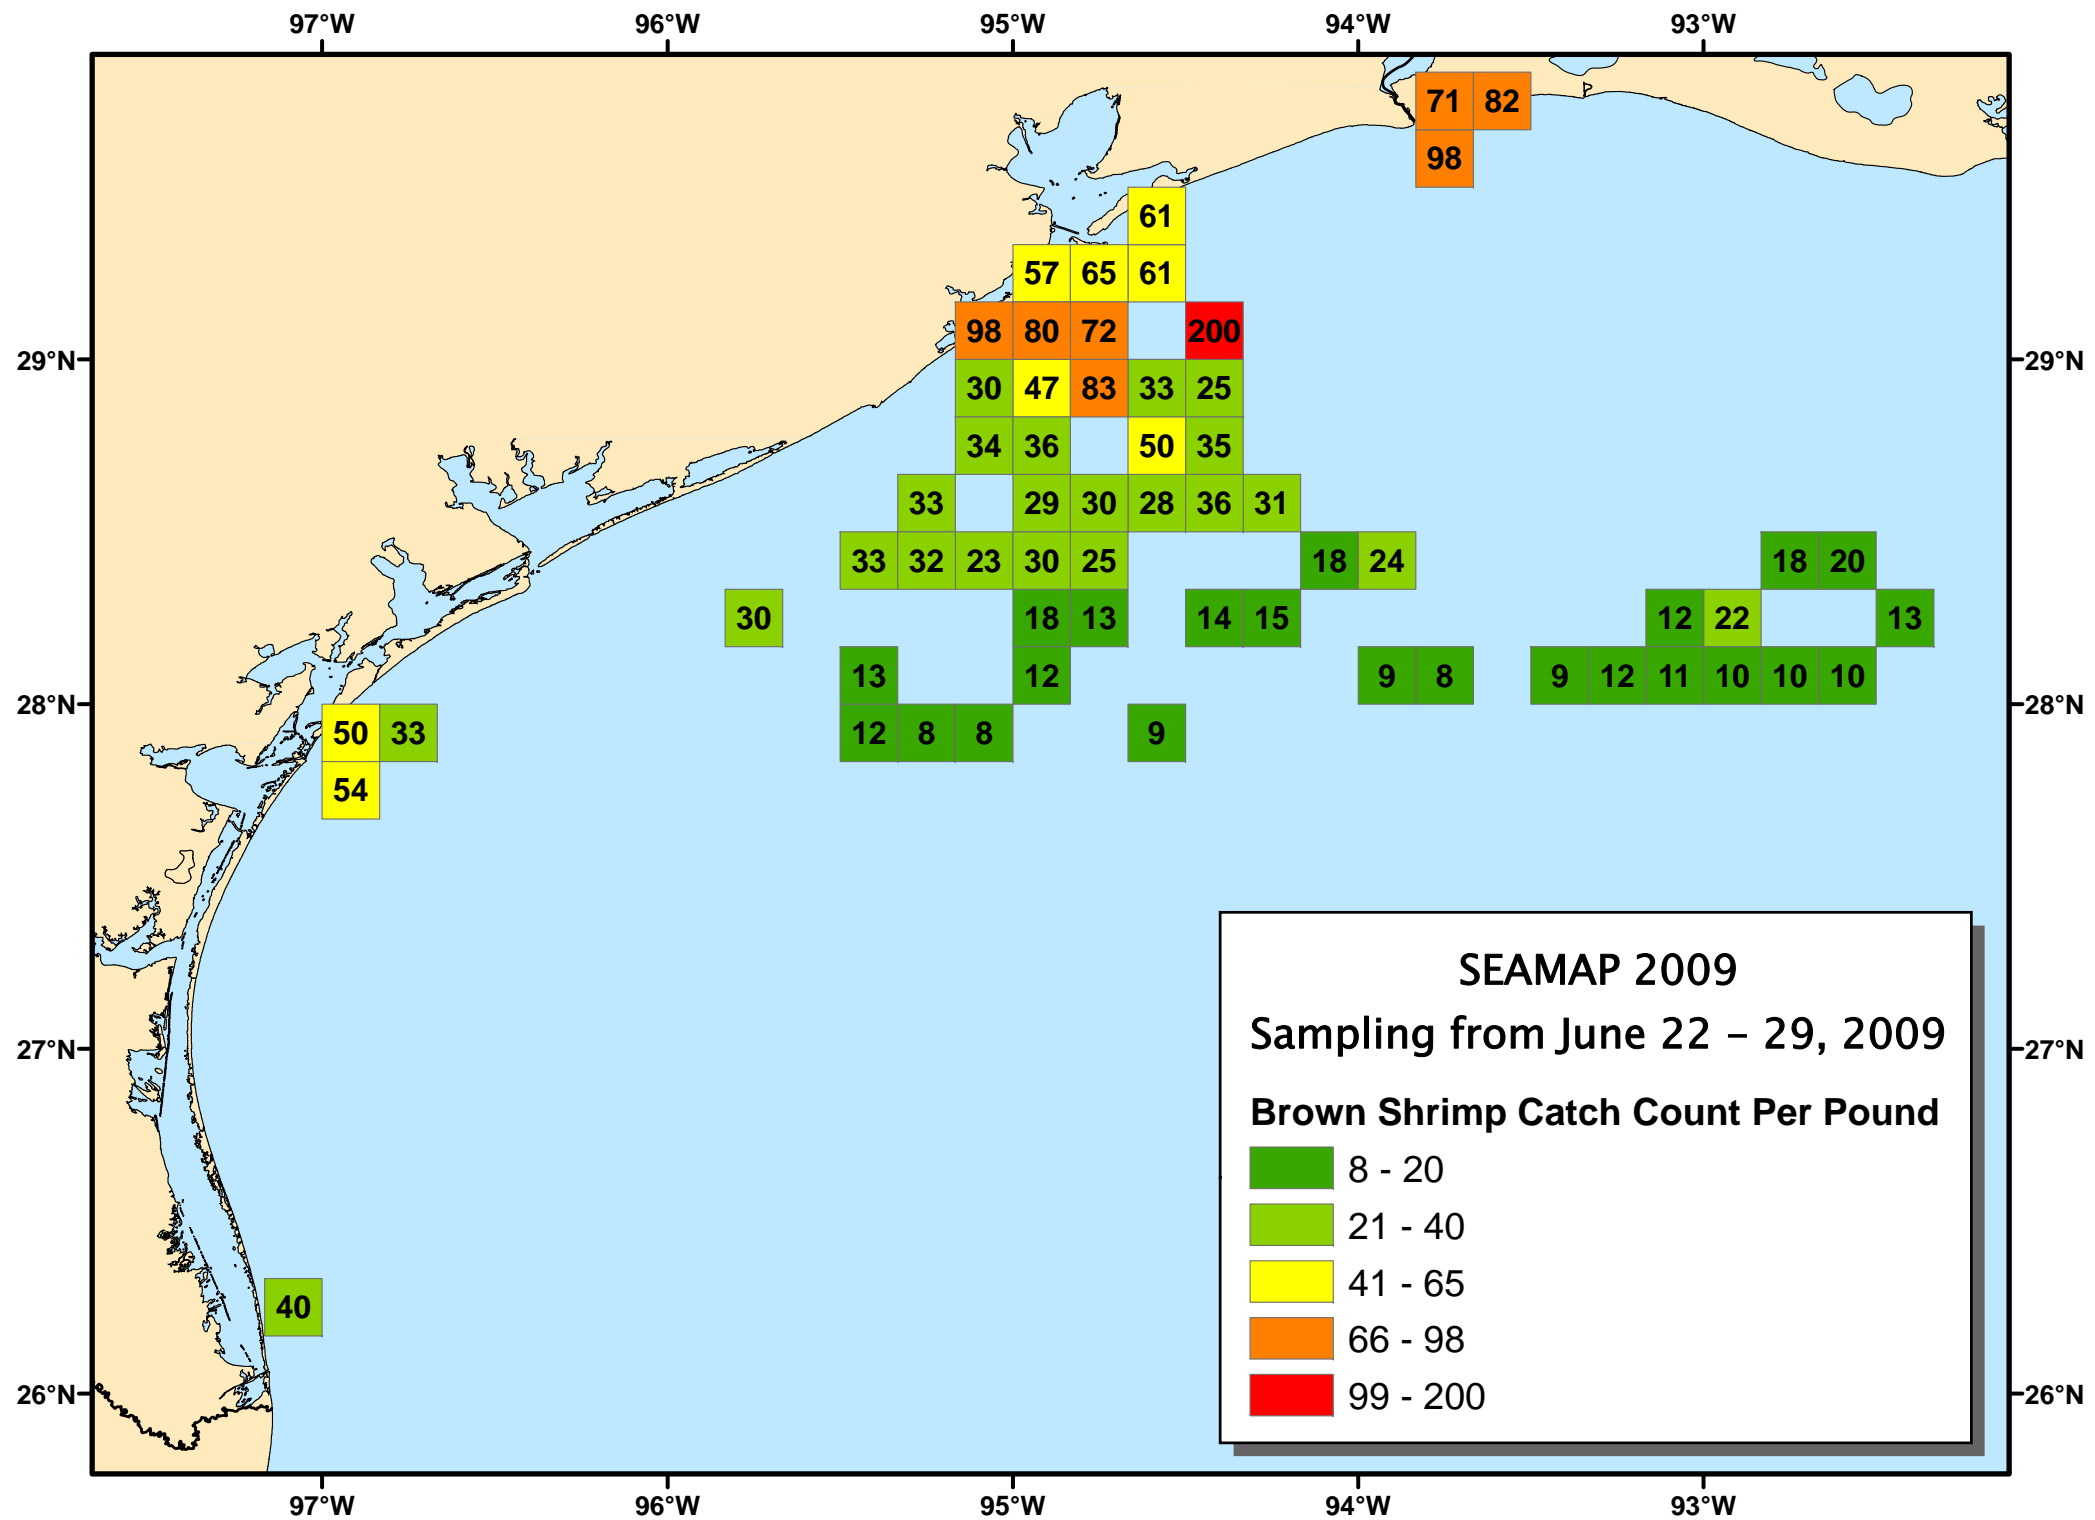 97°W 96°W 95°W 94°W 93°W
71 82
98
61
57 65 61
98 80 72 200
29°N 29°N
30 47 83 33 25
34 36 50 35
33 29 30 28 36 31
33 32 23 30 25 18 24 18 20
30 18 13 14 15 12 22 13
13 12 9 8 9 12 11 10 10 10
28°N 28°N
50 33 12 8 8 9
54
SEAMAP 2009
Sampling from June 22 – 29, 2009
27°N 27°N
Brown Shrimp Catch Count Per Pound
8 - 20
21 - 40
41 - 65
40
66 - 98
99 - 200
26°N 26°N
97°W 96°W 95°W 94°W 93°W